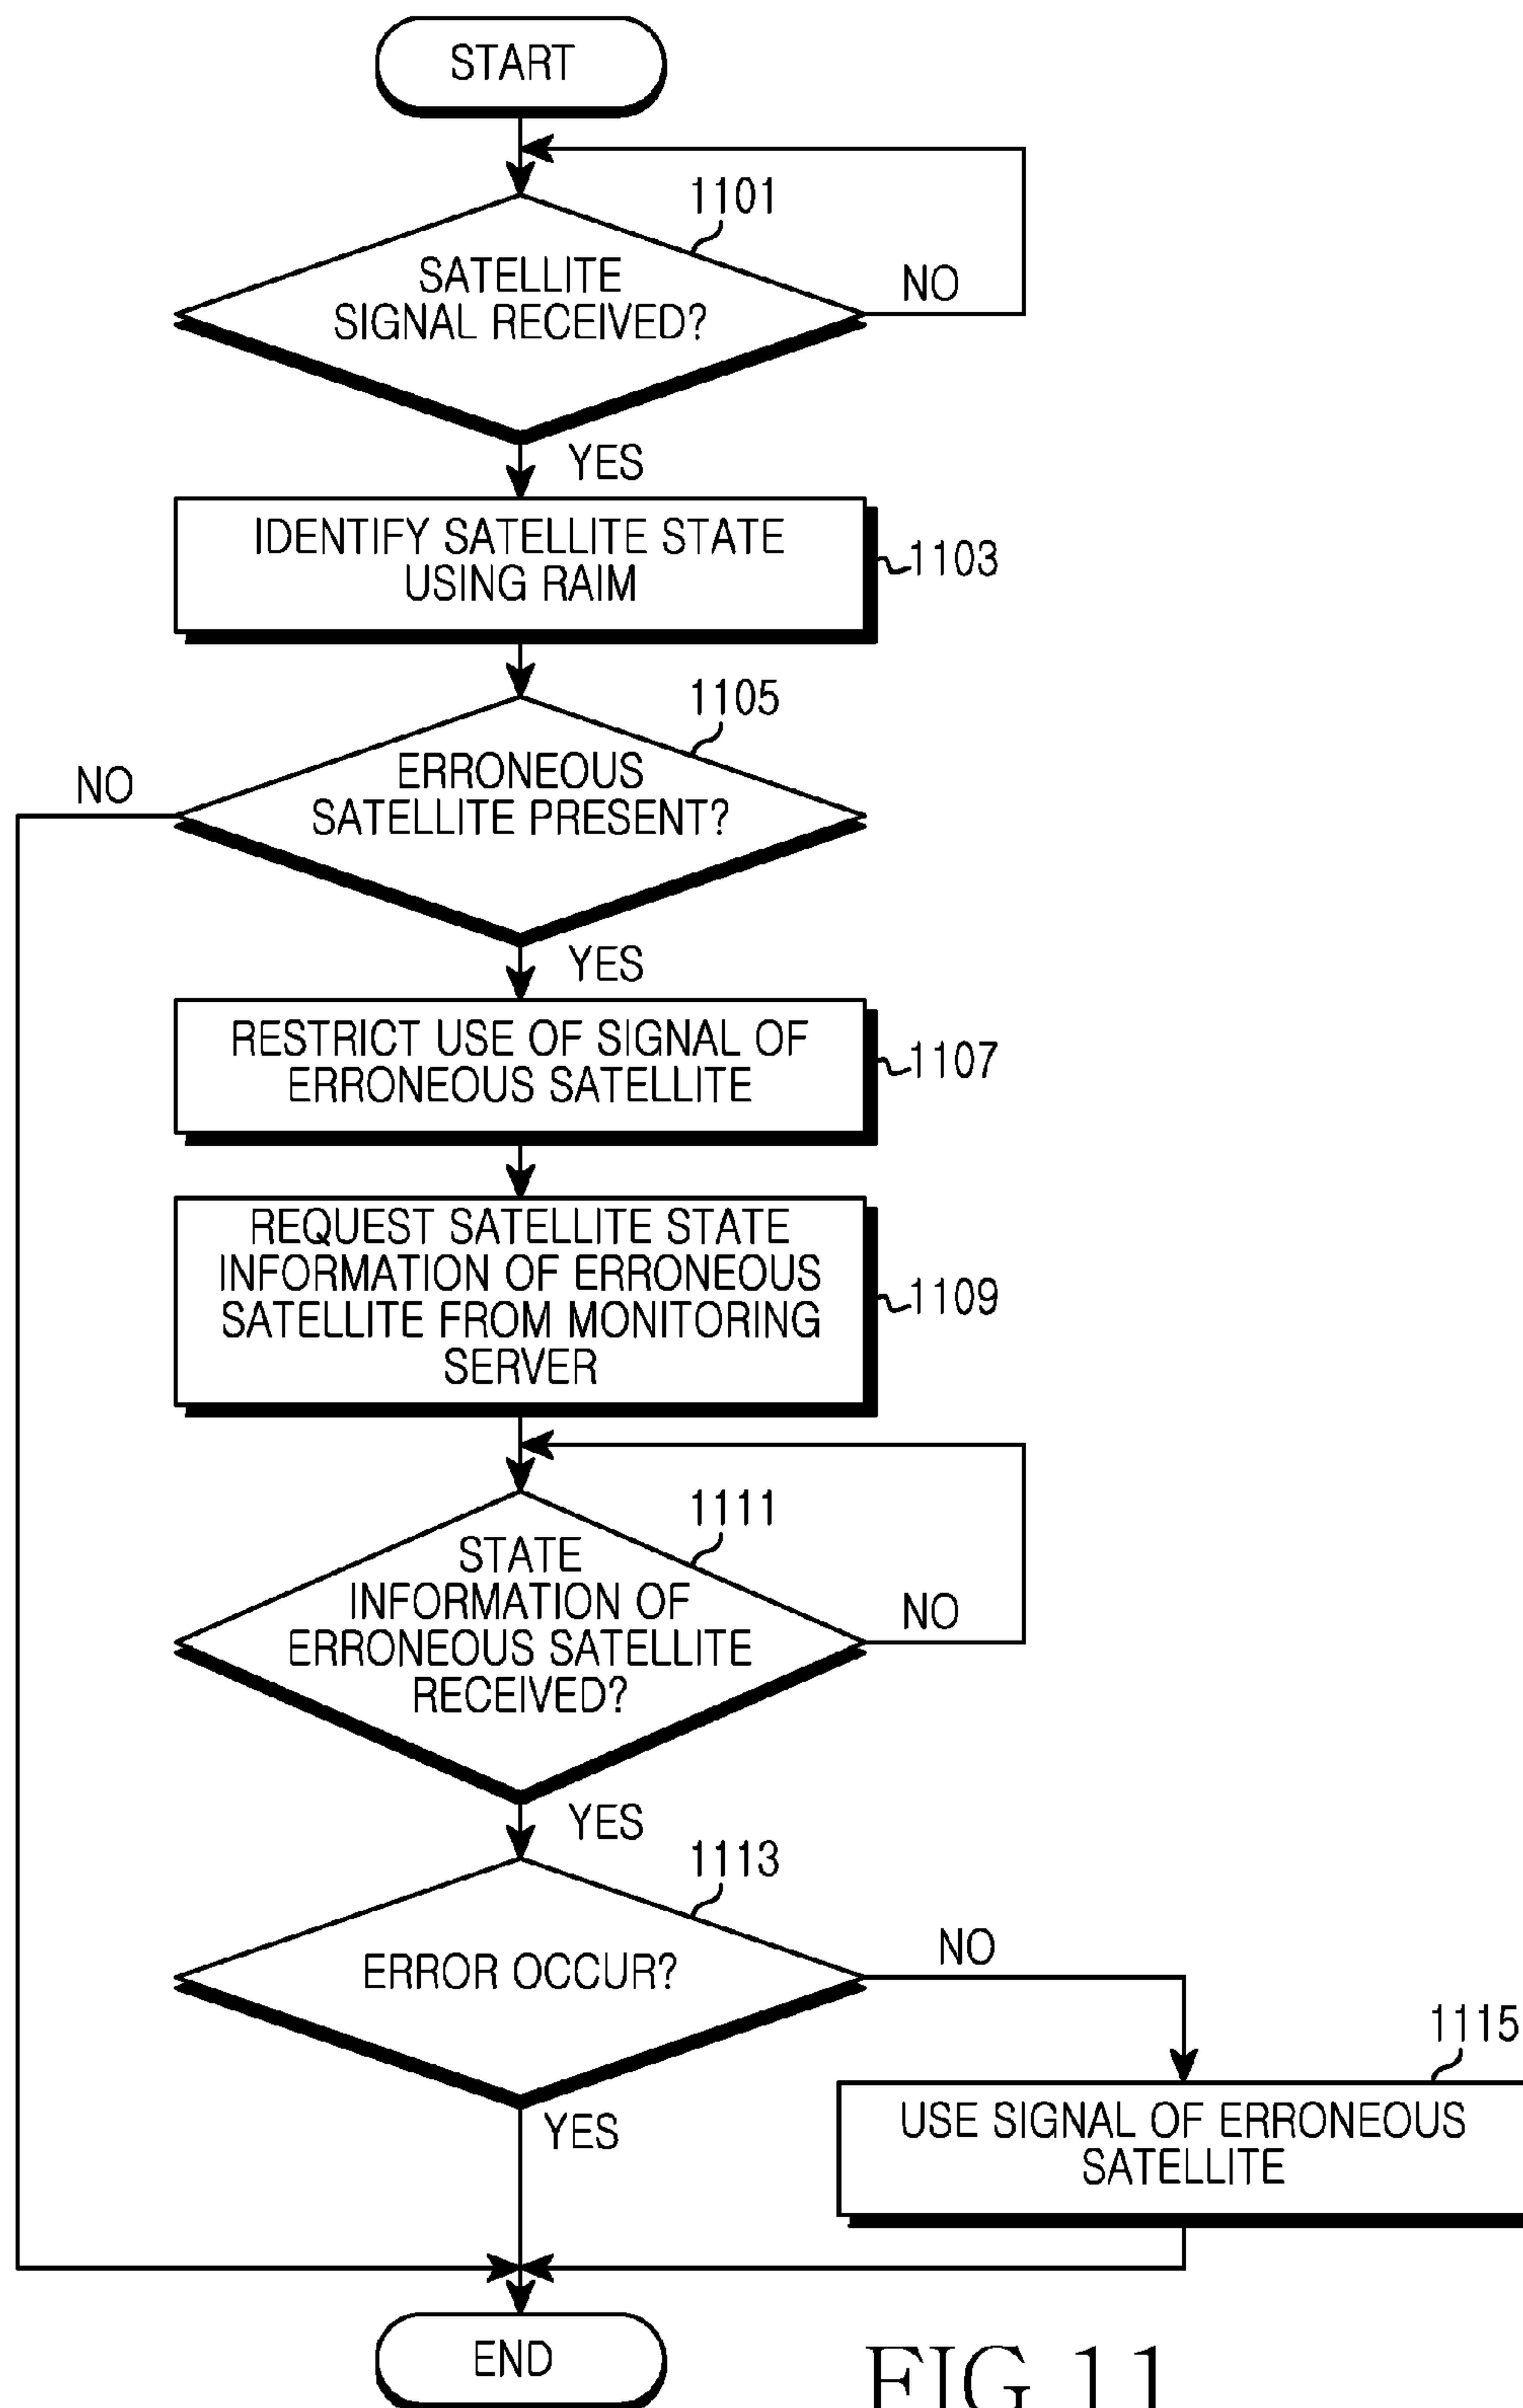 START
1101
SATELLITE
SIGNAL RECEIVED?
NO
YES
IDENTIFY SATELLITE STATE
USING RAIM
1103
1105
ERRONEOUS
SATELLITE PRESENT?
NO
YES
RESTRICT USE OF SIGNAL OF
ERRONEOUS SATELLITE
1107
REQUEST SATELLITE STATE
INFORMATION OF ERRONEOUS
SATELLITE FROM MONITORING
SERVER
1109
1111
STATE
INFORMATION OF
ERRONEOUS SATELLITE
RECEIVED?
NO
YES
1113
ERROR OCCUR?
NO
YES
1115
USE SIGNAL OF ERRONEOUS
SATELLITE
END
FIG.11